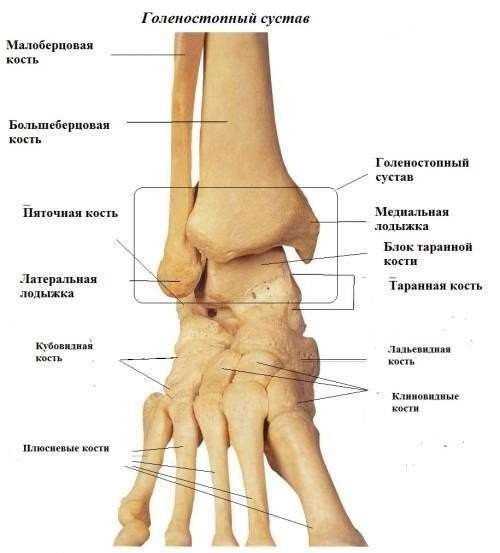 Голеностопный сустав
Малоберцовая
кость
Большеберцовая
кость
Голеностопный
сустав
Пяточная кость
Медиальная
лодыжка
Блок таранной
кости
Латеральная
лодыжка
Таранная кость
Кубовидная
кость
Ладьевидная
кость
Клиновидные
кости
Плюсневые кости